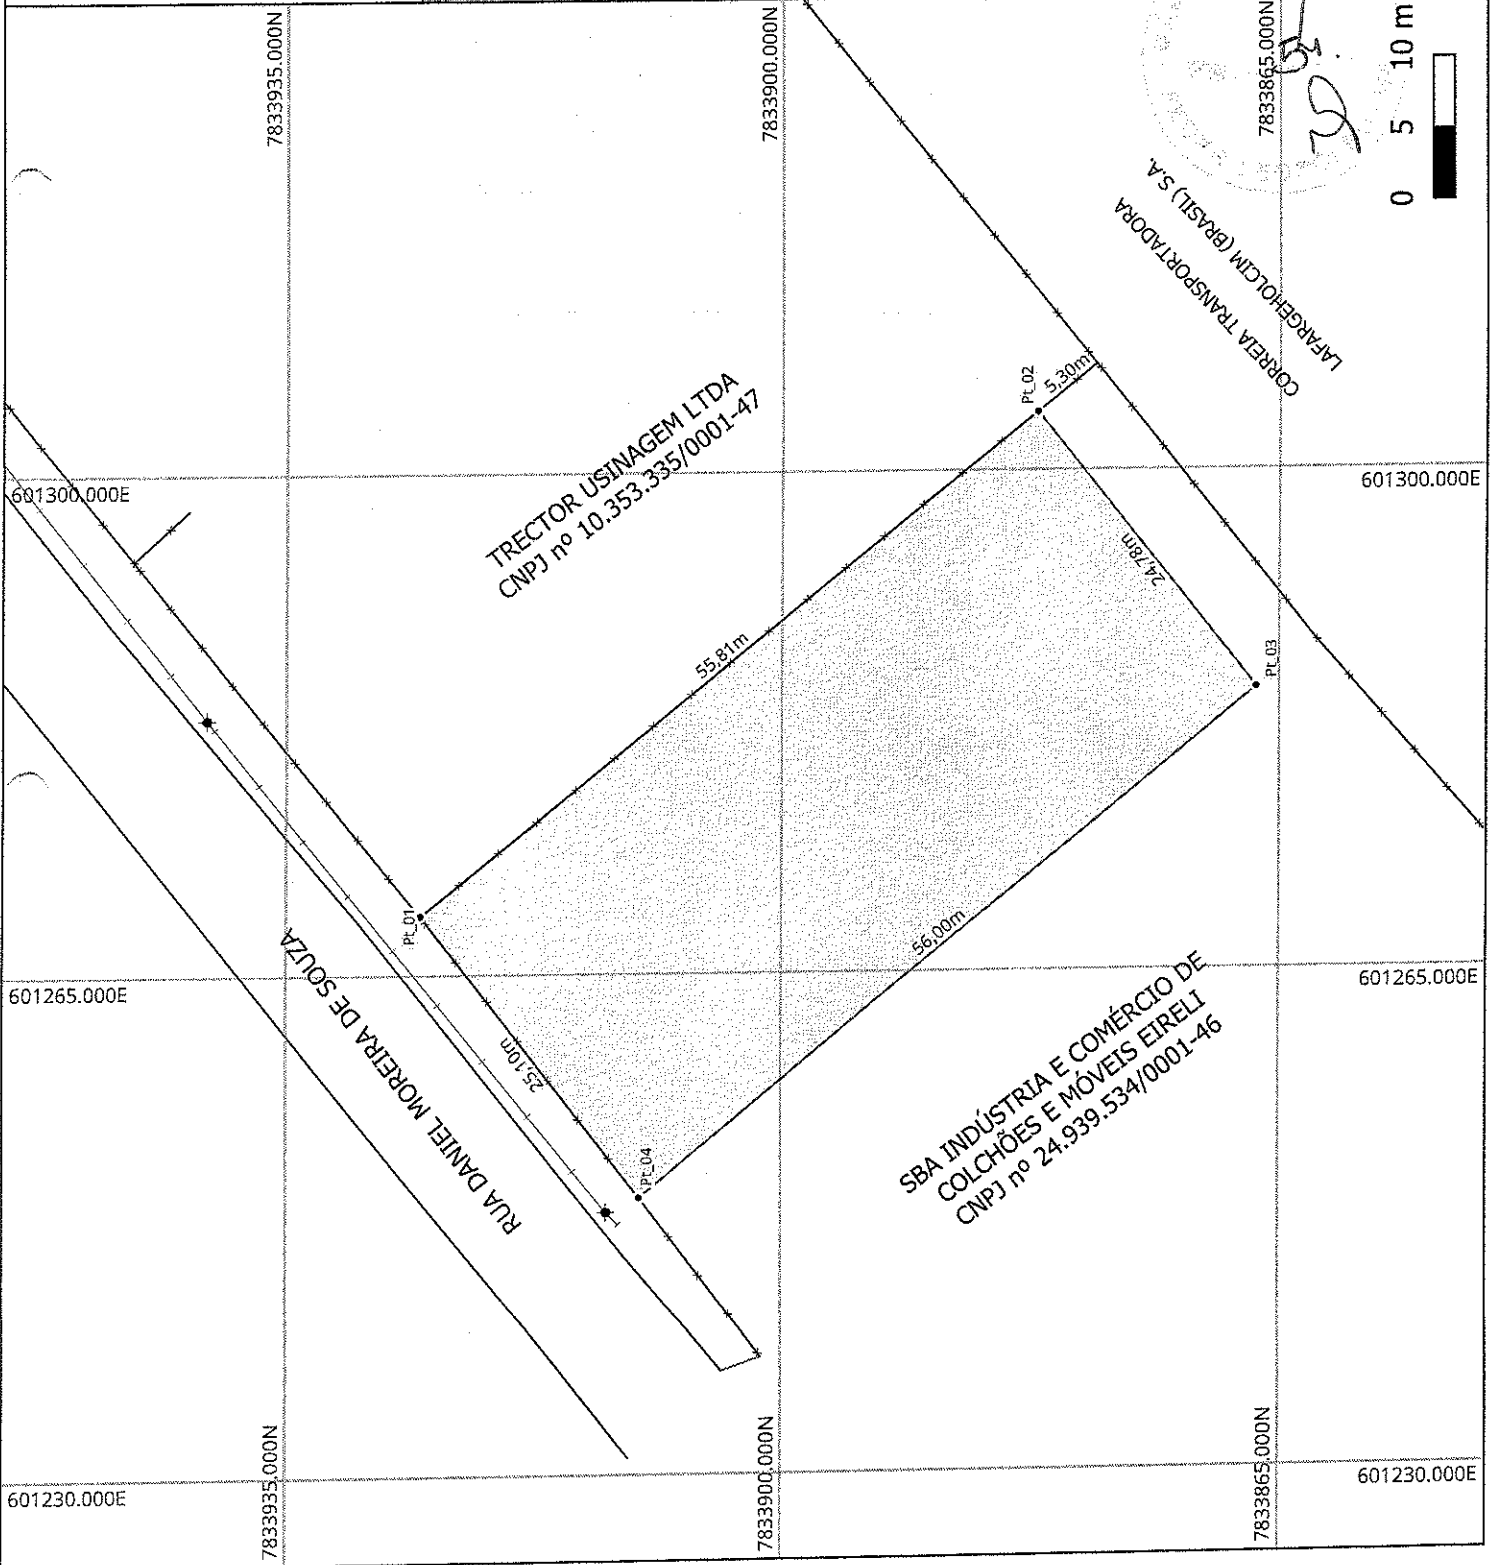 7833935.000N
7833900.000N
7833865.000N
0 5 10 m
LAFARGEHOLCIM (BRASIL) S.A.
CORREIA TRANSPORTADORA
Pt_02
5,30m
TRECTOR USINAGEM LTDA
CNPJ nº 10.353.335/0001-47
601300.000E
601300.000E
24,78m
55,81m
Pt_03
Pt_01
RUA DANIEL MOREIRA DE SOUZA
56,00m
601265.000E
601265.000E
25,10m
Pt_04
SBA INDÚSTRIA E COMÉRCIO DE
COLCHÕES E MÓVEIS EIRELI
CNPJ nº 24.939.534/0001-46
7833935.000N
7833900.000N
7833865.000N
601230.000E
601230.000E